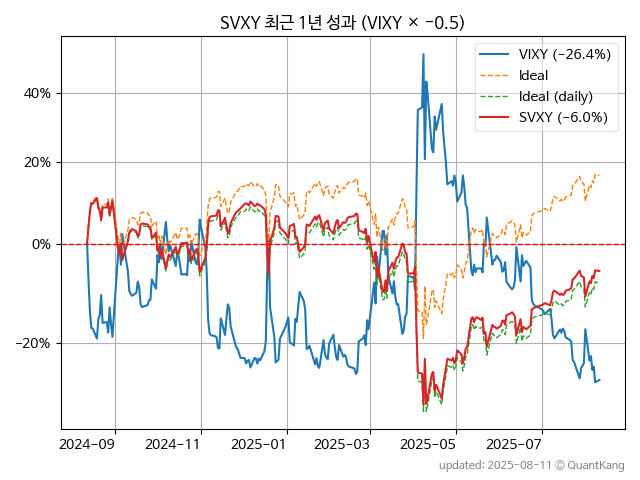 SVXY 최근 1년 성과 (VIXY × −0.5)
VIXY (−26.4%)
Ideal
Ideal (daily)
SVXY (−6.0%)
40%
20%
0%
−20%
2024−09
2024−11
2025−01
2025−03
2025−05
2025−07
updated: 2025-08-11 © QuantKang